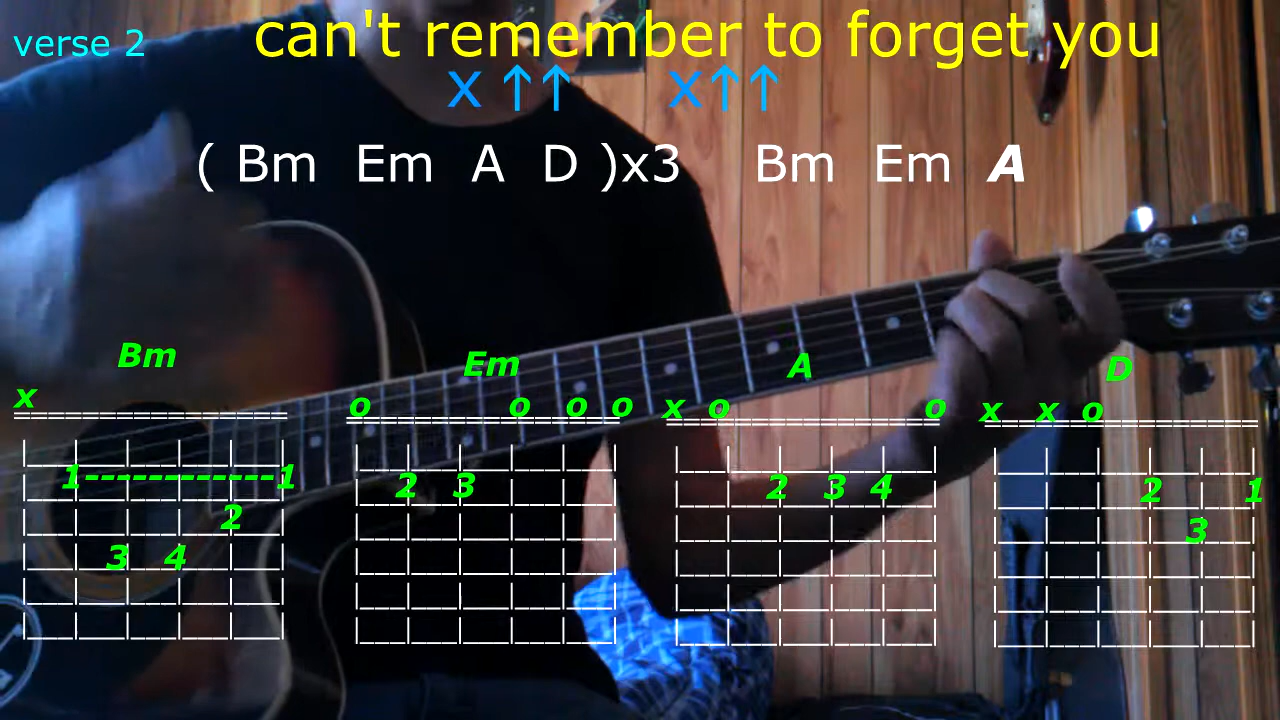 verse 2 can't remember to forget you
x ↑↑ x↑↑
( Bm Em A D )x3 Bm Em A
Bm Em A D
x o o o o x o o x x o
1------------1 2 3 2 3 4 2 1
2 3
3 4